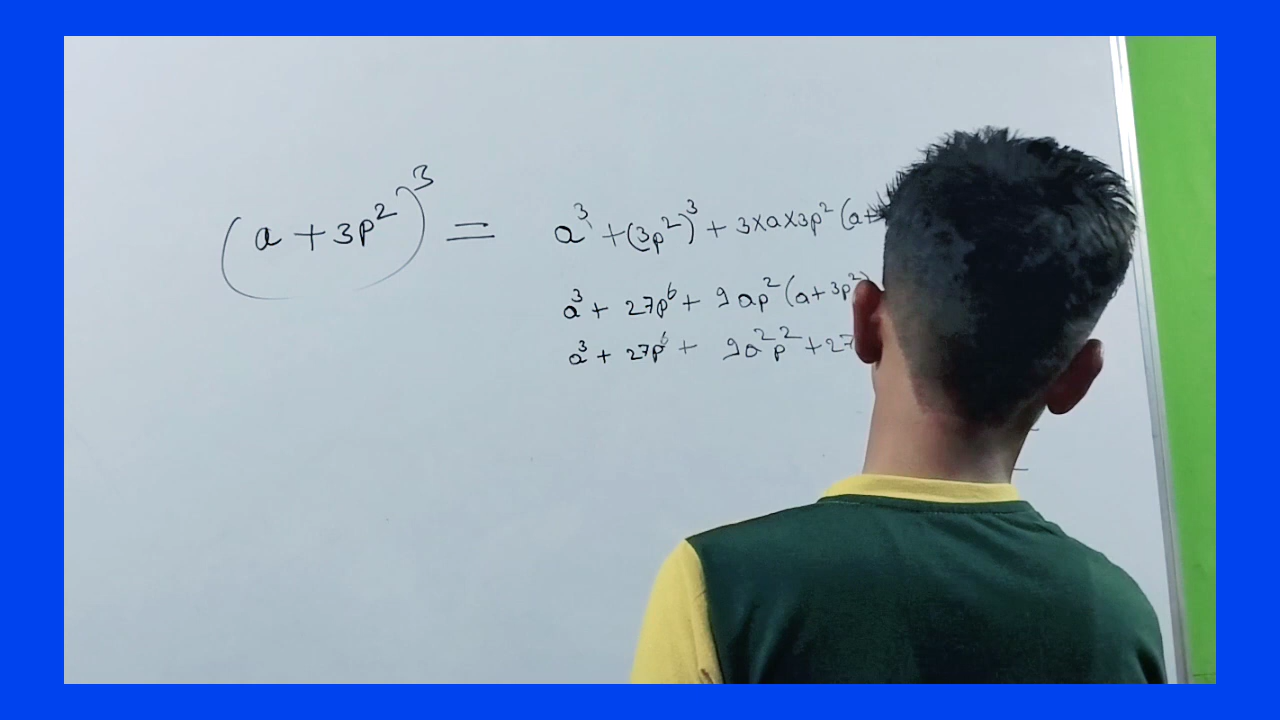 (a + 3p²)³ = a³ + (3p²)³ + 3×a×3p² (a+
a³ + 27p⁶ + 9ap² (a+3p²)
a³ + 27p⁶ + 9a²p² + 27